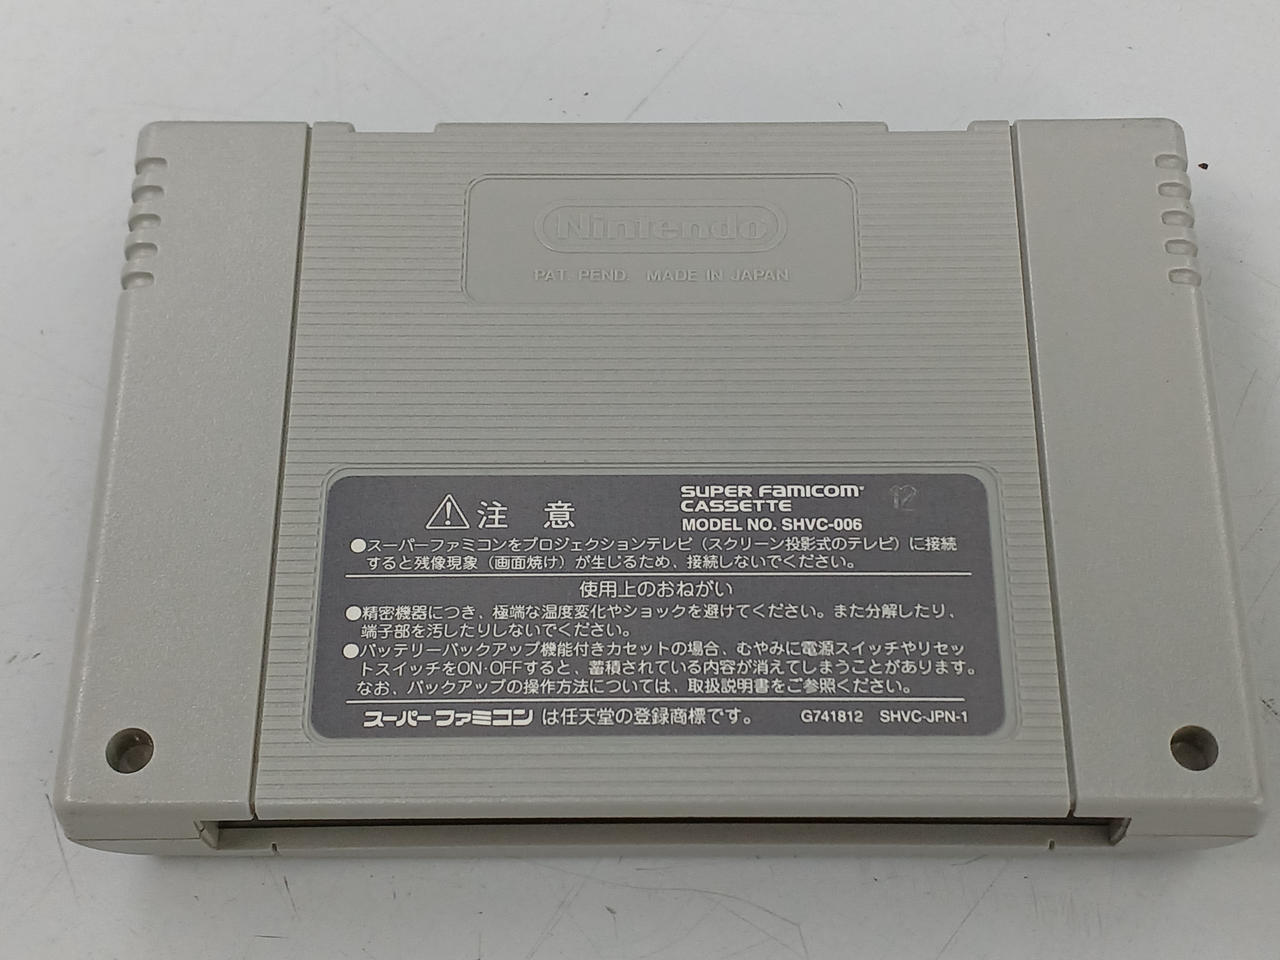 Nintendo
PAT. PEND. MADE IN JAPAN
注意
SUPER FAMICOM
CASSETTE
MODEL NO. SHVC-006
12
●スーパーファミコンをプロジェクションテレビ（スクリーン投影式のテレビ）に接続
すると残像現象（画面焼け）が生じるため、接続しないでください。
使用上のおねがい
●精密機器につき、極端な温度変化やショックを避けてください。また分解したり、
端子部を汚したりしないでください。
●バッテリーバックアップ機能付きカセットの場合、むやみに電源スイッチやリセッ
トスイッチをON・OFFすると、蓄積されている内容が消えてしまうことがあります。
なお、バックアップの操作方法については、取扱説明書をご参照ください。
スーパーファミコンは任天堂の登録商標です。
G741812 SHVC-JPN-1